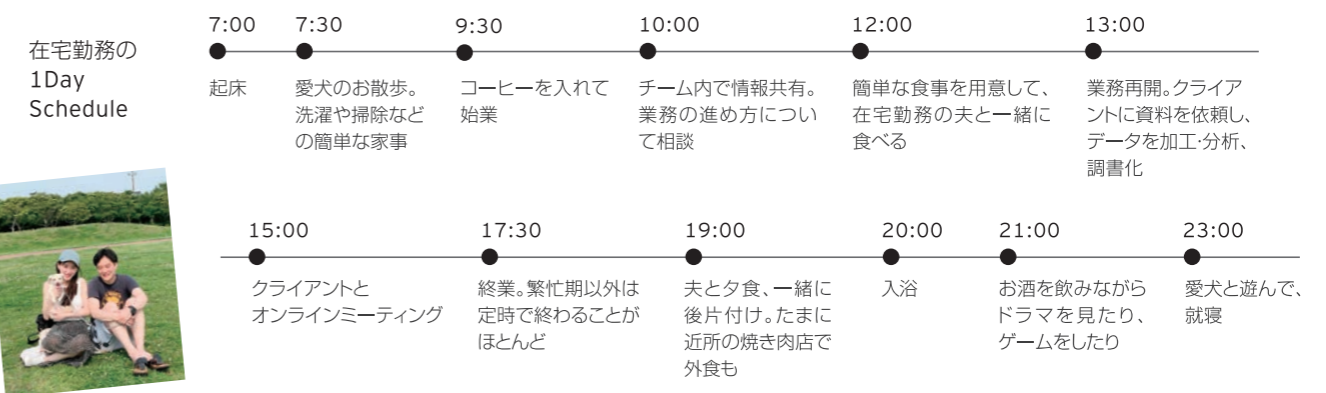 在宅勤務の
1Day
Schedule
7:00
起床
7:30
愛犬のお散歩。
洗濯や掃除など
の簡単な家事
9:30
コーヒーを入れて
始業
10:00
チーム内で情報共有。
業務の進め方につい
て相談
12:00
簡単な食事を用意して、
在宅勤務の夫と一緒に
食べる
13:00
業務再開。クライア
ントに資料を依頼し、
データを加工・分析、
調書化
15:00
クライアントと
オンラインミーティング
17:30
終業。繁忙期以外は
定時で終わることが
ほとんど
19:00
夫と夕食、一緒に
後片付け。たまに
近所の焼き肉店で
外食も
20:00
入浴
21:00
お酒を飲みながら
ドラマを見たり、
ゲームをしたり
23:00
愛犬と遊んで、
就寝